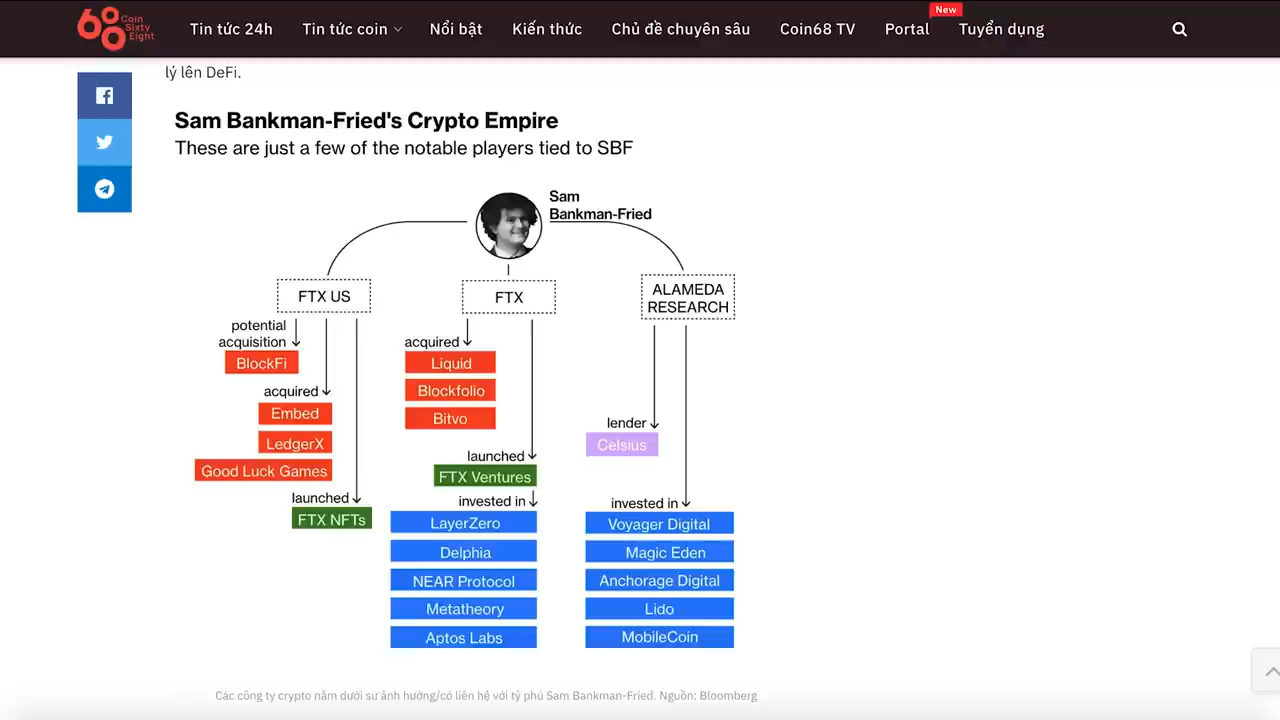 Coin
Sixty
Eight
Tin tức 24h
Tin tức coin
Nổi bật
Kiến thức
Chủ đề chuyên sâu
Coin68 TV
Portal
New
Tuyển dụng
lý lên DeFi.
Sam Bankman-Fried's Crypto Empire
These are just a few of the notable players tied to SBF
Sam
Bankman-Fried
FTX US
potential
acquisition
BlockFi
acquired
Embed
LedgerX
Good Luck Games
launched
FTX NFTs
FTX
acquired
Liquid
Blockfolio
Bitvo
launched
FTX Ventures
invested in
LayerZero
Delphia
NEAR Protocol
Metatheory
Aptos Labs
ALAMEDA
RESEARCH
lender
Celsius
invested in
Voyager Digital
Magic Eden
Anchorage Digital
Lido
MobileCoin
Các công ty crypto nằm dưới sự ảnh hưởng/có liên hệ với tỷ phú Sam Bankman-Fried. Nguồn: Bloomberg